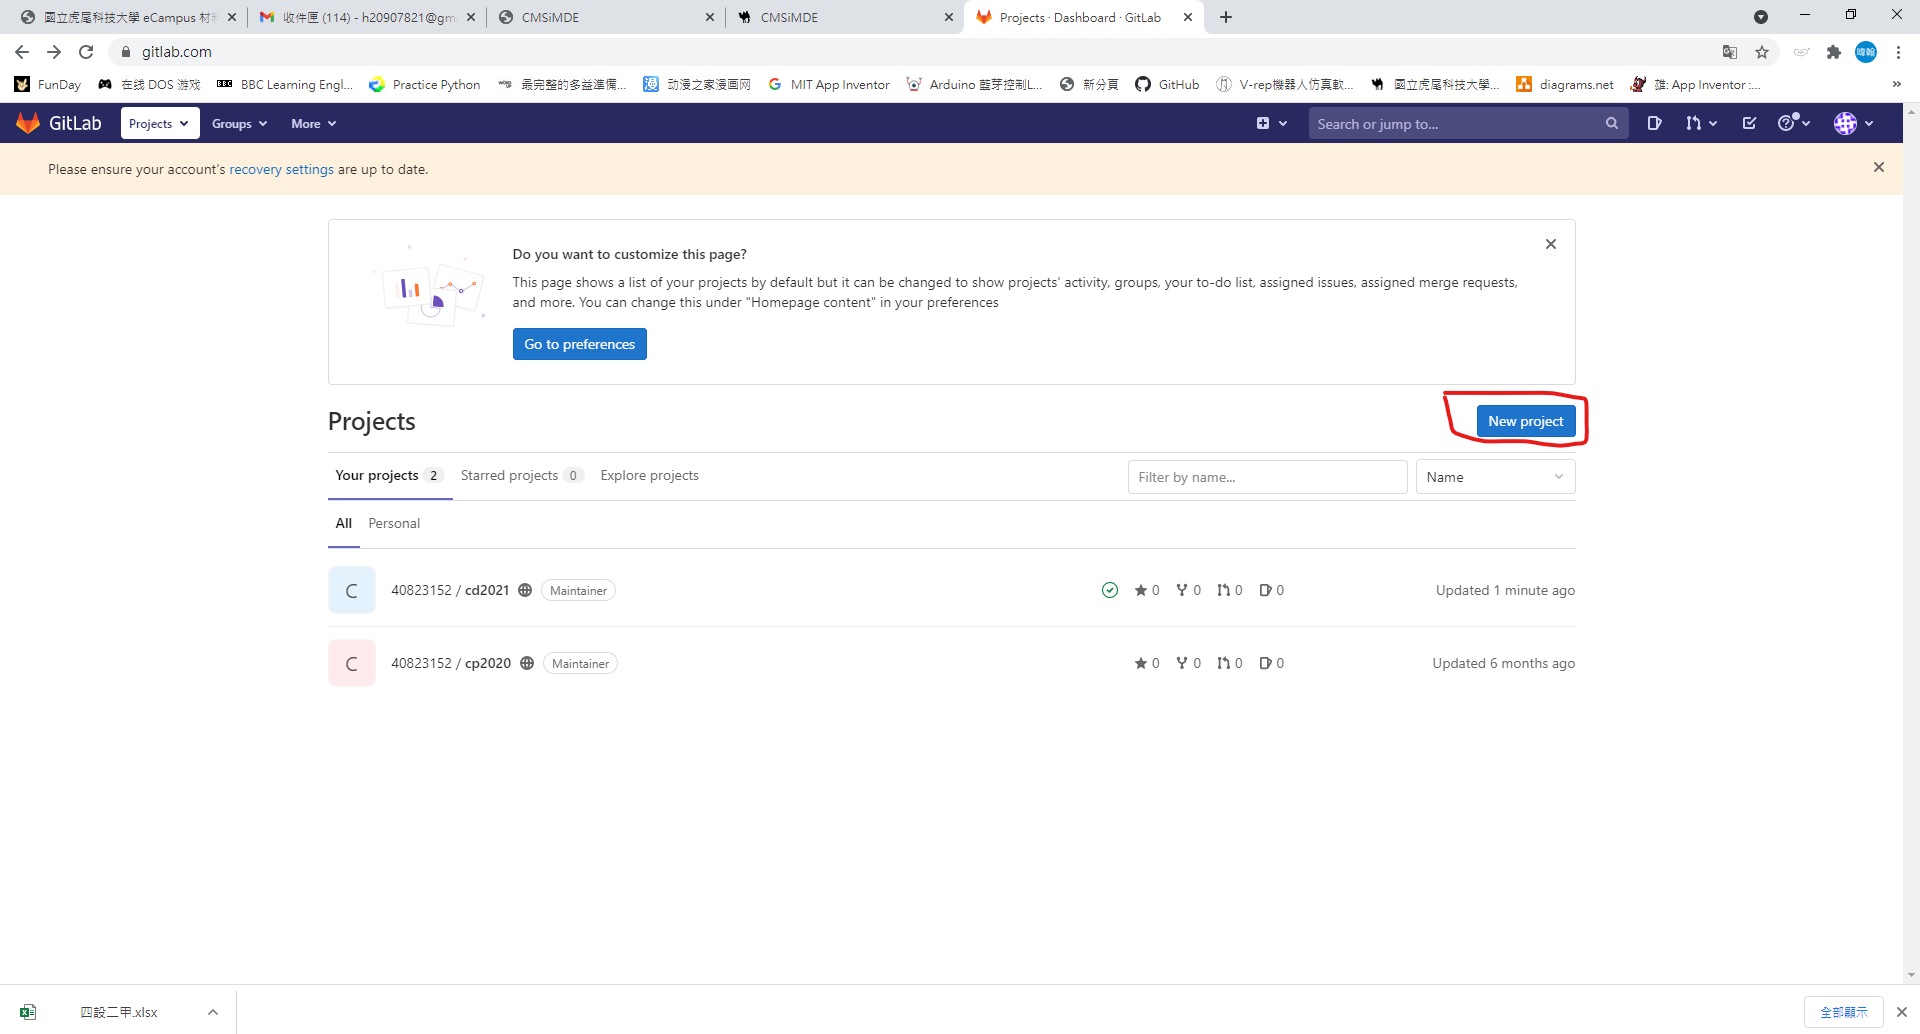 國立虎尾科技大學 eCampus 材料
收件匣 (114) - h20907821@gm
CMSiMDE
CMSiMDE
Projects · Dashboard · GitLab
gitlab.com
暐翰
FunDay
在线 DOS 游戏
BBC BBC Learning Engl...
Practice Python
最完整的多益準備...
动漫之家漫画网
MIT App Inventor
Arduino 藍芽控制L...
新分頁
GitHub
V-rep機器人仿真軟...
國立虎尾科技大學...
diagrams.net
雄: App Inventor :...
»
GitLab
Projects
Groups
More
Search or jump to...
Please ensure your account's recovery settings are up to date.
Do you want to customize this page?
This page shows a list of your projects by default but it can be changed to show projects' activity, groups, your to-do list, assigned issues, assigned merge requests,
and more. You can change this under "Homepage content" in your preferences
Go to preferences
Projects
New project
Your projects 2
Starred projects 0
Explore projects
Filter by name...
Name
All
Personal
C
40823152 / cd2021
Maintainer
0 0 0 0
Updated 1 minute ago
C
40823152 / cp2020
Maintainer
0 0 0 0
Updated 6 months ago
四設二甲.xlsx
全部顯示